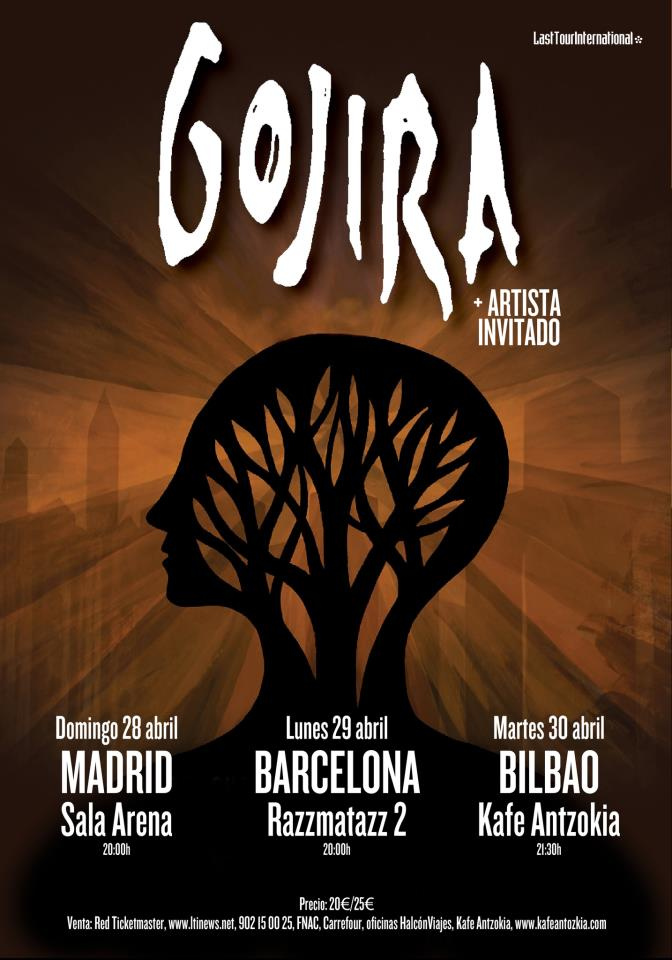 LastTourInternational
GOJIRA
+ ARTISTA
INVITADO
Domingo 28 abril
MADRID
Sala Arena
20:00h
Lunes 29 abril
BARCELONA
Razzmatazz 2
20:00h
Martes 30 abril
BILBAO
Kafe Antzokia
21:30h
Precio: 20€/25€
Venta: Red Ticketmaster, www.ltinews.net, 902 15 00 25, FNAC, Carrefour, oficinas HalcónViajes, Kafe Antzokia, www.kafeantozkia.com